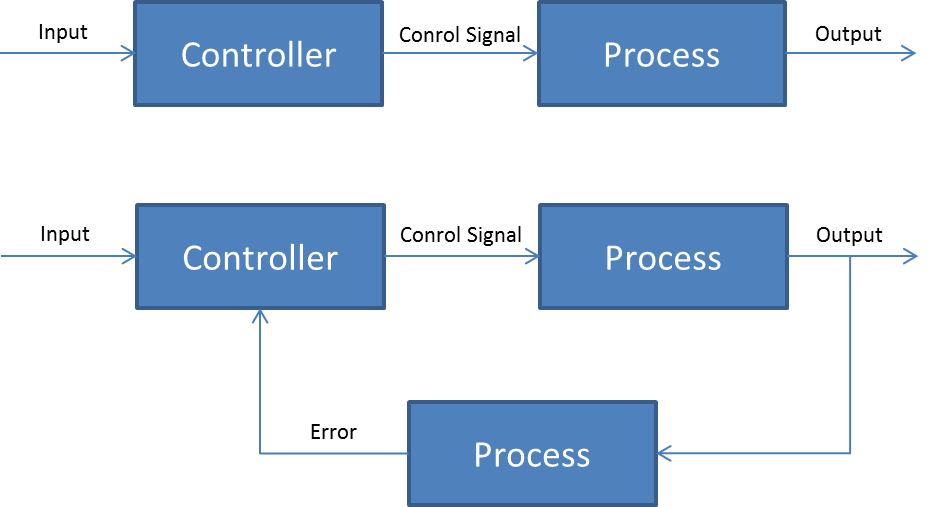 Input
Controller
Conrol Signal
Process
Output
Input
Controller
Conrol Signal
Process
Output
Error
Process